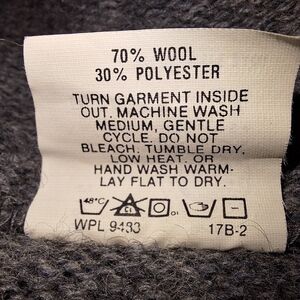 70% WOOL
30% POLYESTER
TURN GARMENT INSIDE
OUT. MACHINE WASH
MEDIUM, GENTLE
CYCLE. DO NOT
BLEACH. TUMBLE DRY,
LOW HEAT. OR
HAND WASH WARM-
LAY FLAT TO DRY.
CL
WPL 9433 17B-2